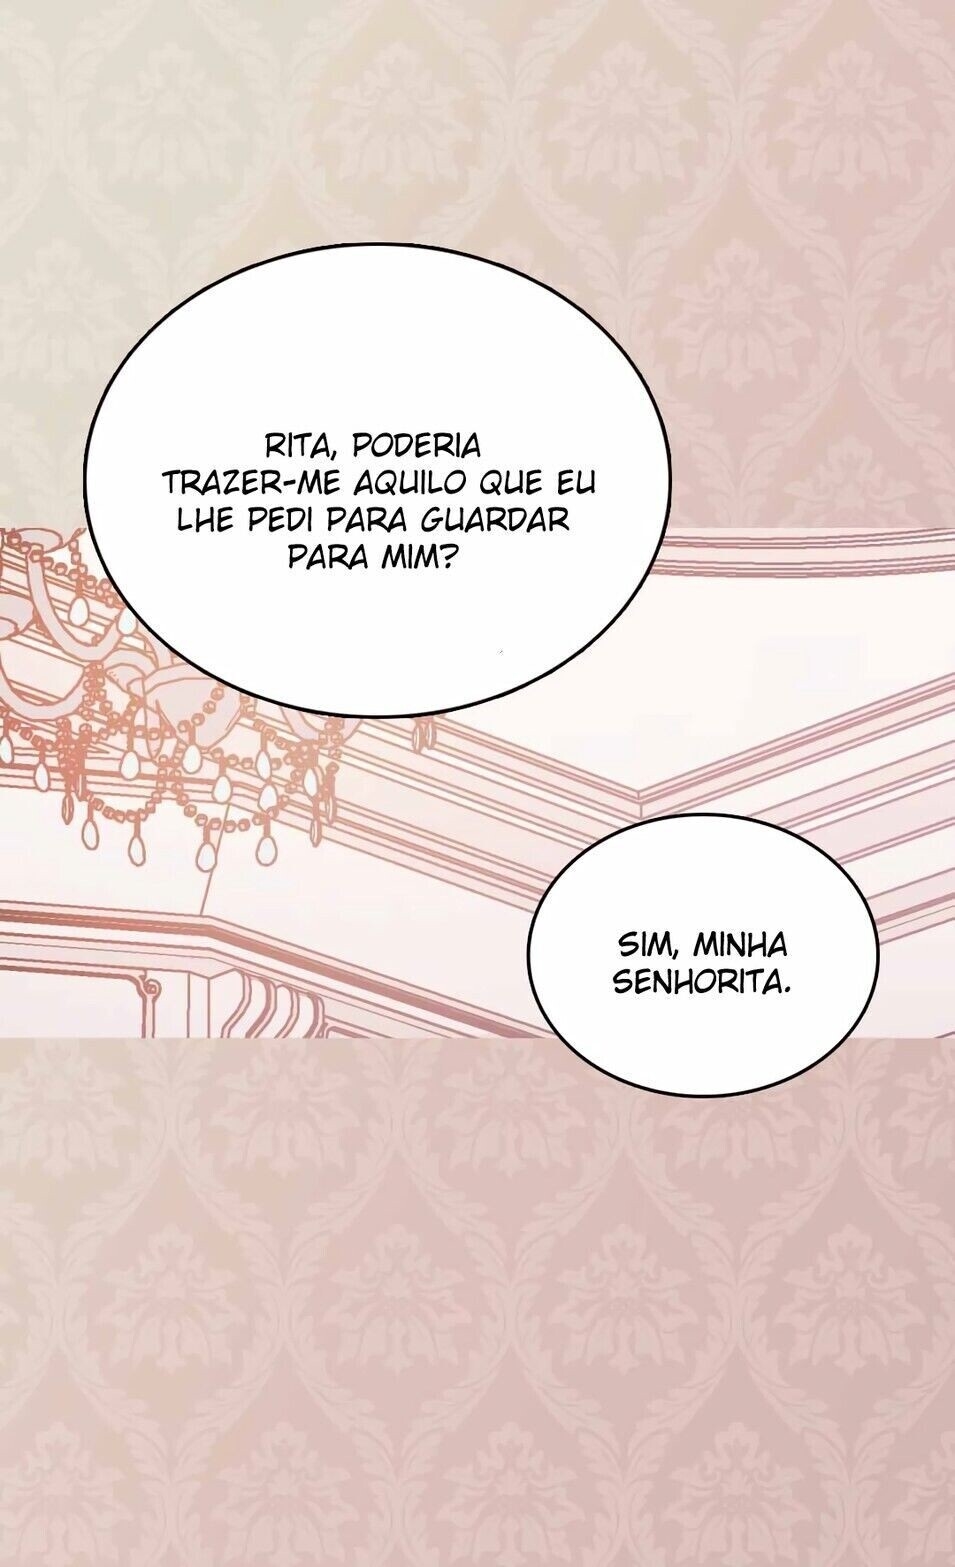 RITA, PODERIA
TRAZER-ME AQUILO QUE EU
LHE PEDI PARA GUARDAR
PARA MIM?
SIM, MINHA
SENHORITA.